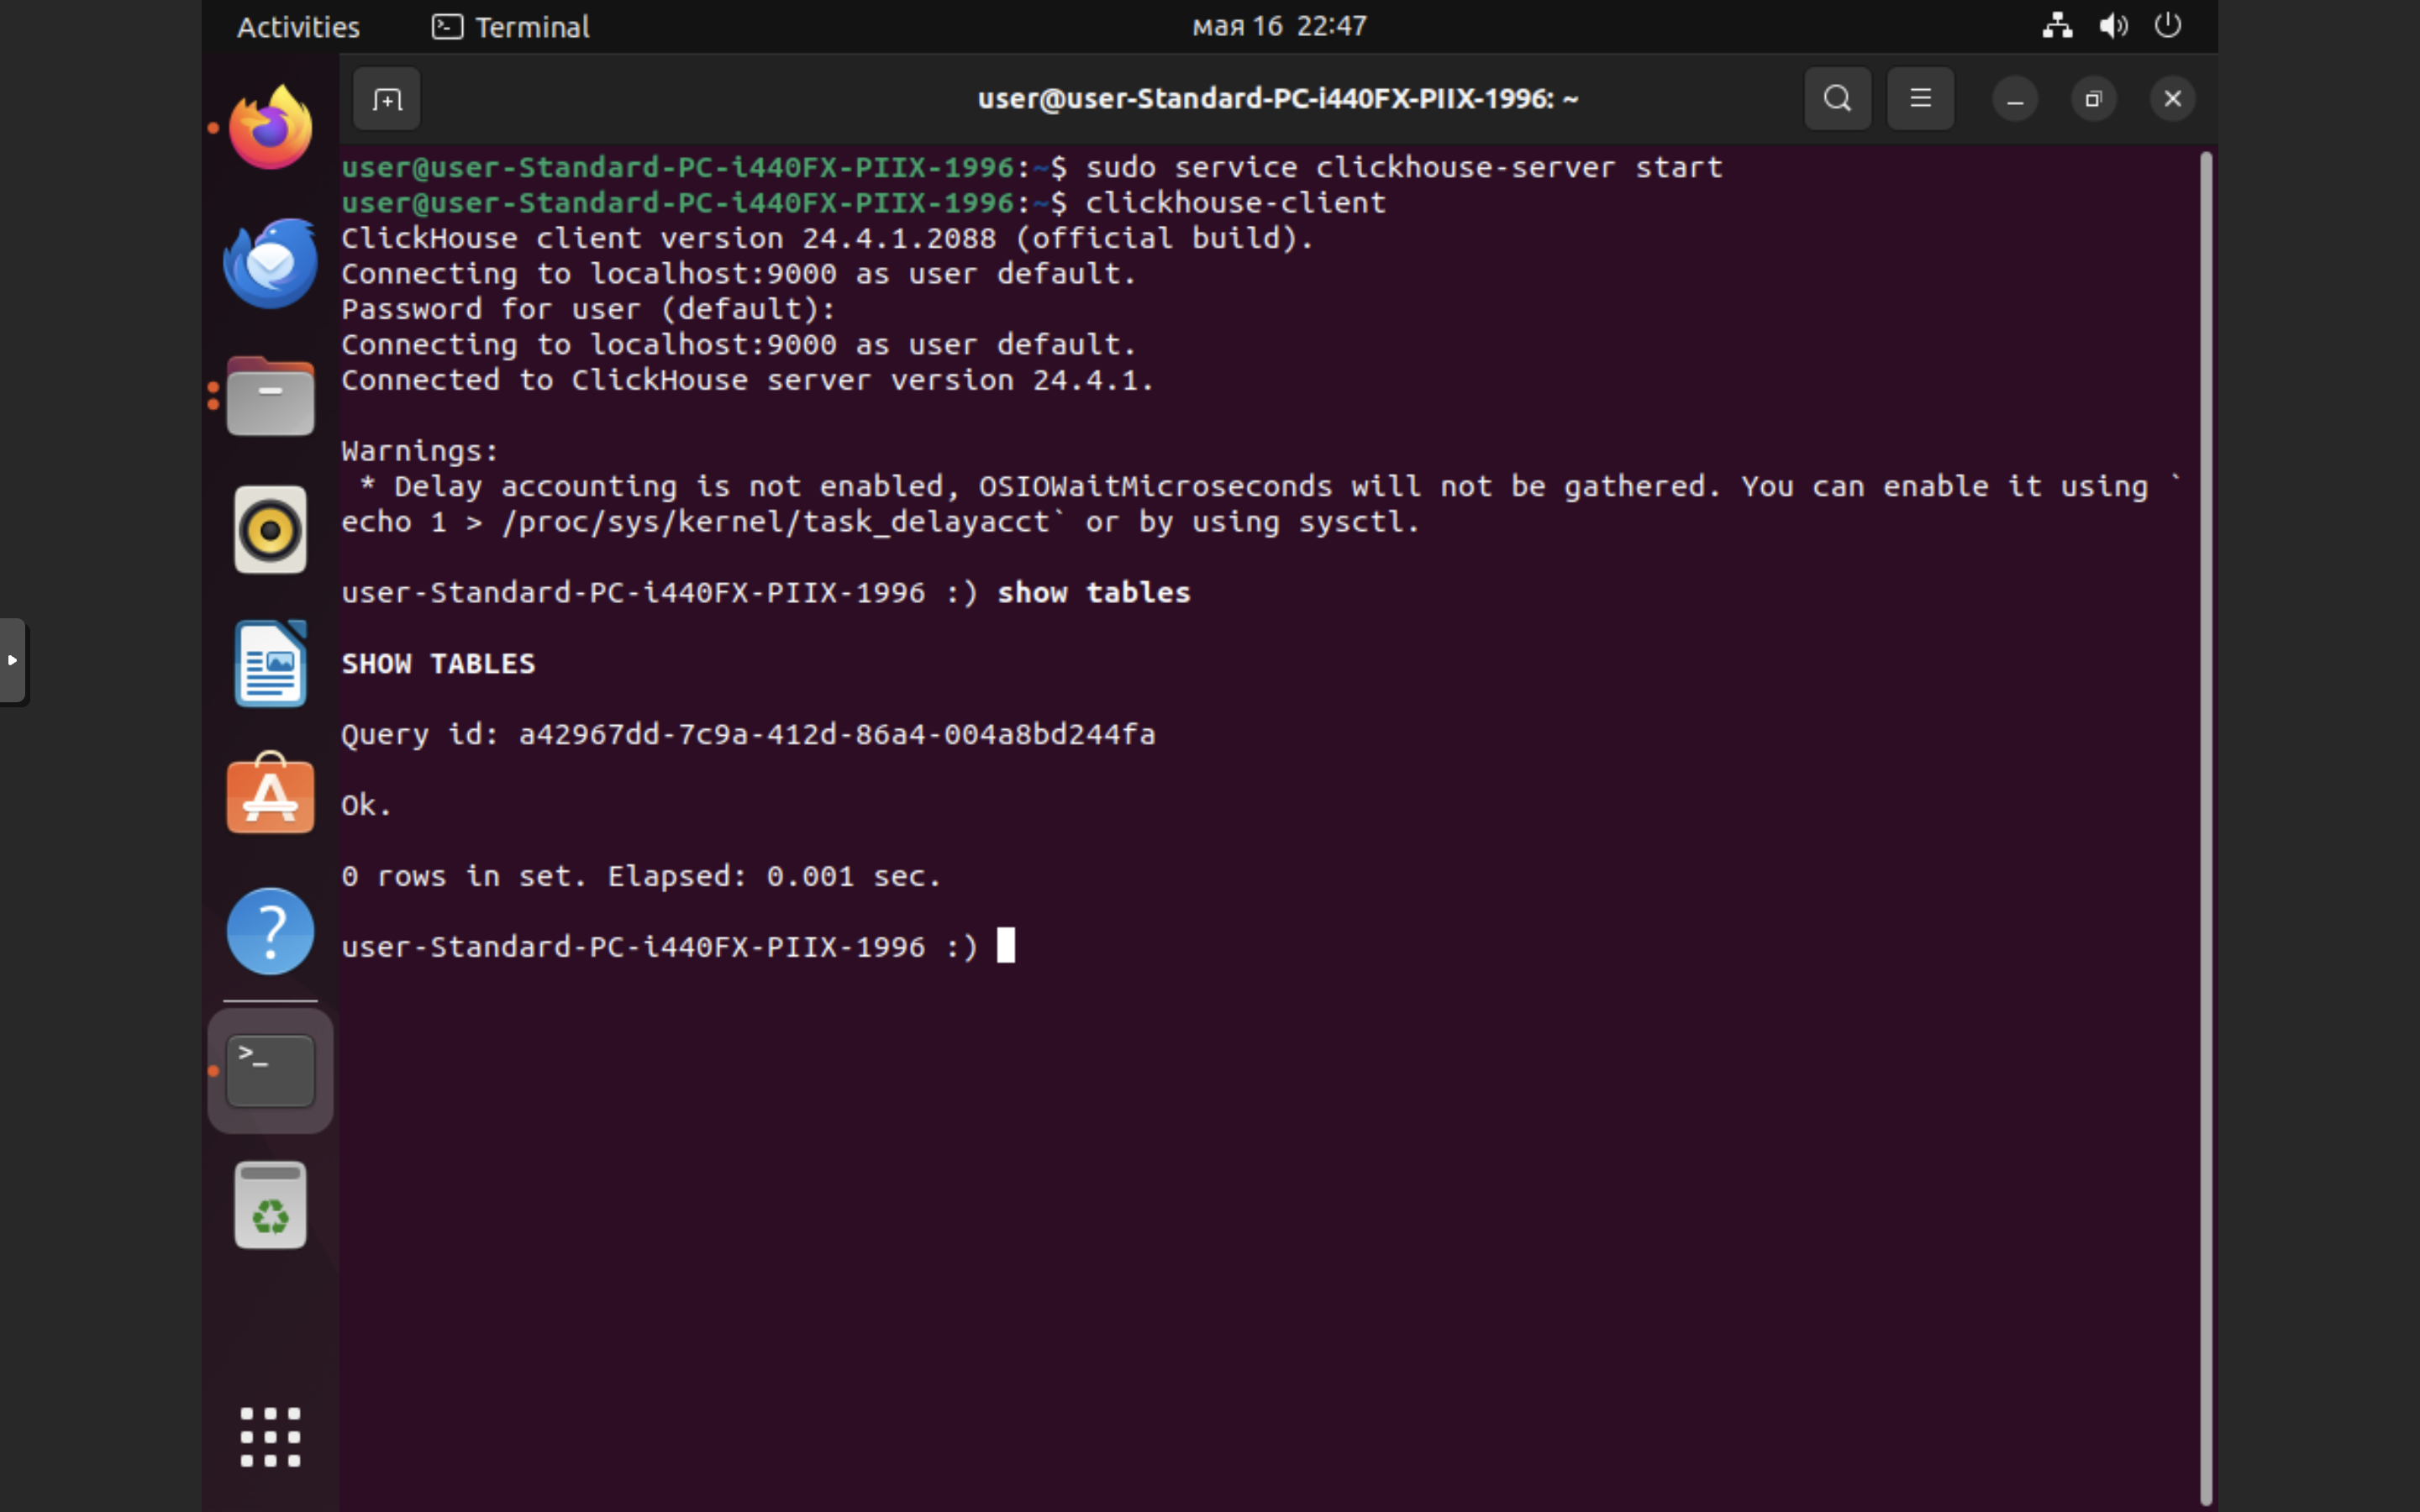 Activities Terminal мая 16 22:47
user@user-Standard-PC-i440FX-PIIX-1996: ~
user@user-Standard-PC-i440FX-PIIX-1996:~$ sudo service clickhouse-server start
user@user-Standard-PC-i440FX-PIIX-1996:~$ clickhouse-client
ClickHouse client version 24.4.1.2088 (official build).
Connecting to localhost:9000 as user default.
Password for user (default):
Connecting to localhost:9000 as user default.
Connected to ClickHouse server version 24.4.1.
Warnings:
 * Delay accounting is not enabled, OSIOWaitMicroseconds will not be gathered. You can enable it using `
echo 1 > /proc/sys/kernel/task_delayacct` or by using sysctl.
user-Standard-PC-i440FX-PIIX-1996 :) show tables
SHOW TABLES
Query id: a42967dd-7c9a-412d-86a4-004a8bd244fa
Ok.
0 rows in set. Elapsed: 0.001 sec.
user-Standard-PC-i440FX-PIIX-1996 :)